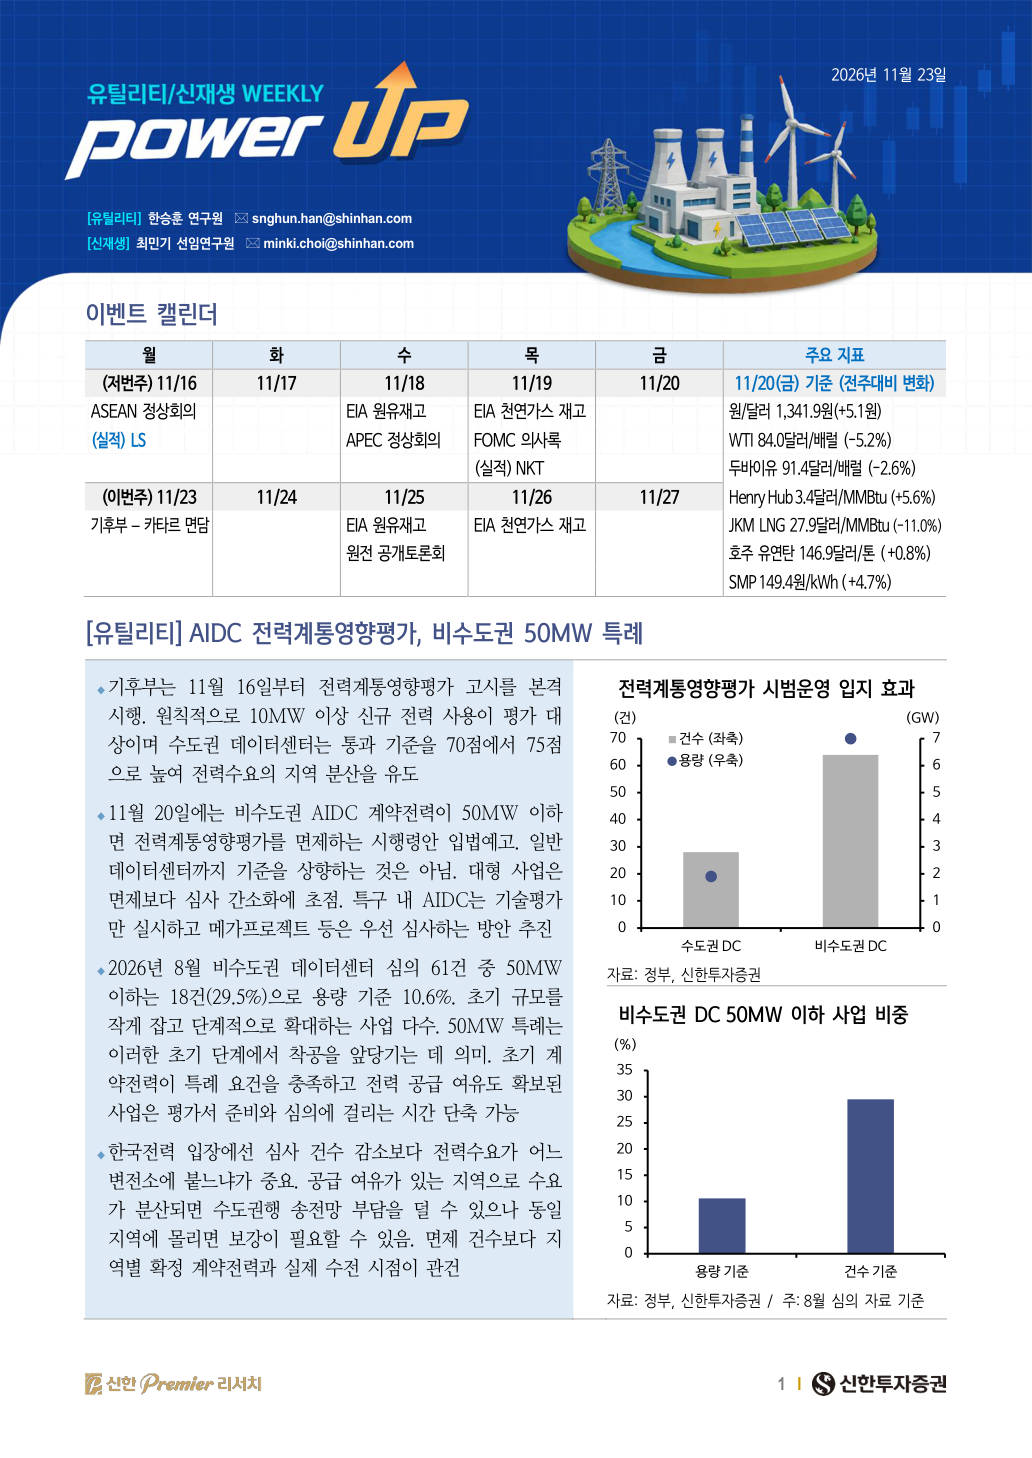 2026년 11월 23일
유틸리티/신재생 WEEKLY
power UP
[유틸리티] 한승훈 연구원 snghun.han@shinhan.com
[신재생] 최민기 선임연구원 minki.choi@shinhan.com
이벤트 캘린더
월 화 수 목 금 주요 지표
(저번주) 11/16 11/17 11/18 11/19 11/20 11/20(금) 기준 (전주대비 변화)
ASEAN 정상회의 EIA 원유재고 EIA 천연가스 재고 원/달러 1,341.9원(+5.1원)
(실적) LS APEC 정상회의 FOMC 의사록 WTI 84.0달러/배럴 (-5.2%)
(실적) NKT 두바이유 91.4달러/배럴 (-2.6%)
(이번주) 11/23 11/24 11/25 11/26 11/27 Henry Hub 3.4달러/MMBtu (+5.6%)
기후부 – 카타르 면담 EIA 원유재고 EIA 천연가스 재고 JKM LNG 27.9달러/MMBtu (-11.0%)
원전 공개토론회 호주 유연탄 146.9달러/톤 (+0.8%)
SMP 149.4원/kWh (+4.7%)
[유틸리티] AIDC 전력계통영향평가, 비수도권 50MW 특례
◆ 기후부는 11월 16일부터 전력계통영향평가 고시를 본격
시행. 원칙적으로 10MW 이상 신규 전력 사용이 평가 대
상이며 수도권 데이터센터는 통과 기준을 70점에서 75점
으로 높여 전력수요의 지역 분산을 유도
◆ 11월 20일에는 비수도권 AIDC 계약전력이 50MW 이하
면 전력계통영향평가를 면제하는 시행령안 입법예고. 일반
데이터센터까지 기준을 상향하는 것은 아님. 대형 사업은
면제보다 심사 간소화에 초점. 특구 내 AIDC는 기술평가
만 실시하고 메가프로젝트 등은 우선 심사하는 방안 추진
◆ 2026년 8월 비수도권 데이터센터 심의 61건 중 50MW
이하는 18건(29.5%)으로 용량 기준 10.6%. 초기 규모를
작게 잡고 단계적으로 확대하는 사업 다수. 50MW 특례는
이러한 초기 단계에서 착공을 앞당기는 데 의미. 초기 계
약전력이 특례 요건을 충족하고 전력 공급 여유도 확보된
사업은 평가서 준비와 심의에 걸리는 시간 단축 가능
◆ 한국전력 입장에선 심사 건수 감소보다 전력수요가 어느
변전소에 붙느냐가 중요. 공급 여유가 있는 지역으로 수요
가 분산되면 수도권행 송전망 부담을 덜 수 있으나 동일
지역에 몰리면 보강이 필요할 수 있음. 면제 건수보다 지
역별 확정 계약전력과 실제 수전 시점이 관건
전력계통영향평가 시범운영 입지 효과
(건) (GW)
70 건수 (좌축) 7
60 용량 (우축) 6
50 5
40 4
30 3
20 2
10 1
0 0
수도권 DC 비수도권 DC
자료: 정부, 신한투자증권
비수도권 DC 50MW 이하 사업 비중
(%)
35
30
25
20
15
10
5
0
용량 기준 건수 기준
자료: 정부, 신한투자증권 / 주: 8월 심의 자료 기준
신한 Premier 리서치
1 | 신한투자증권